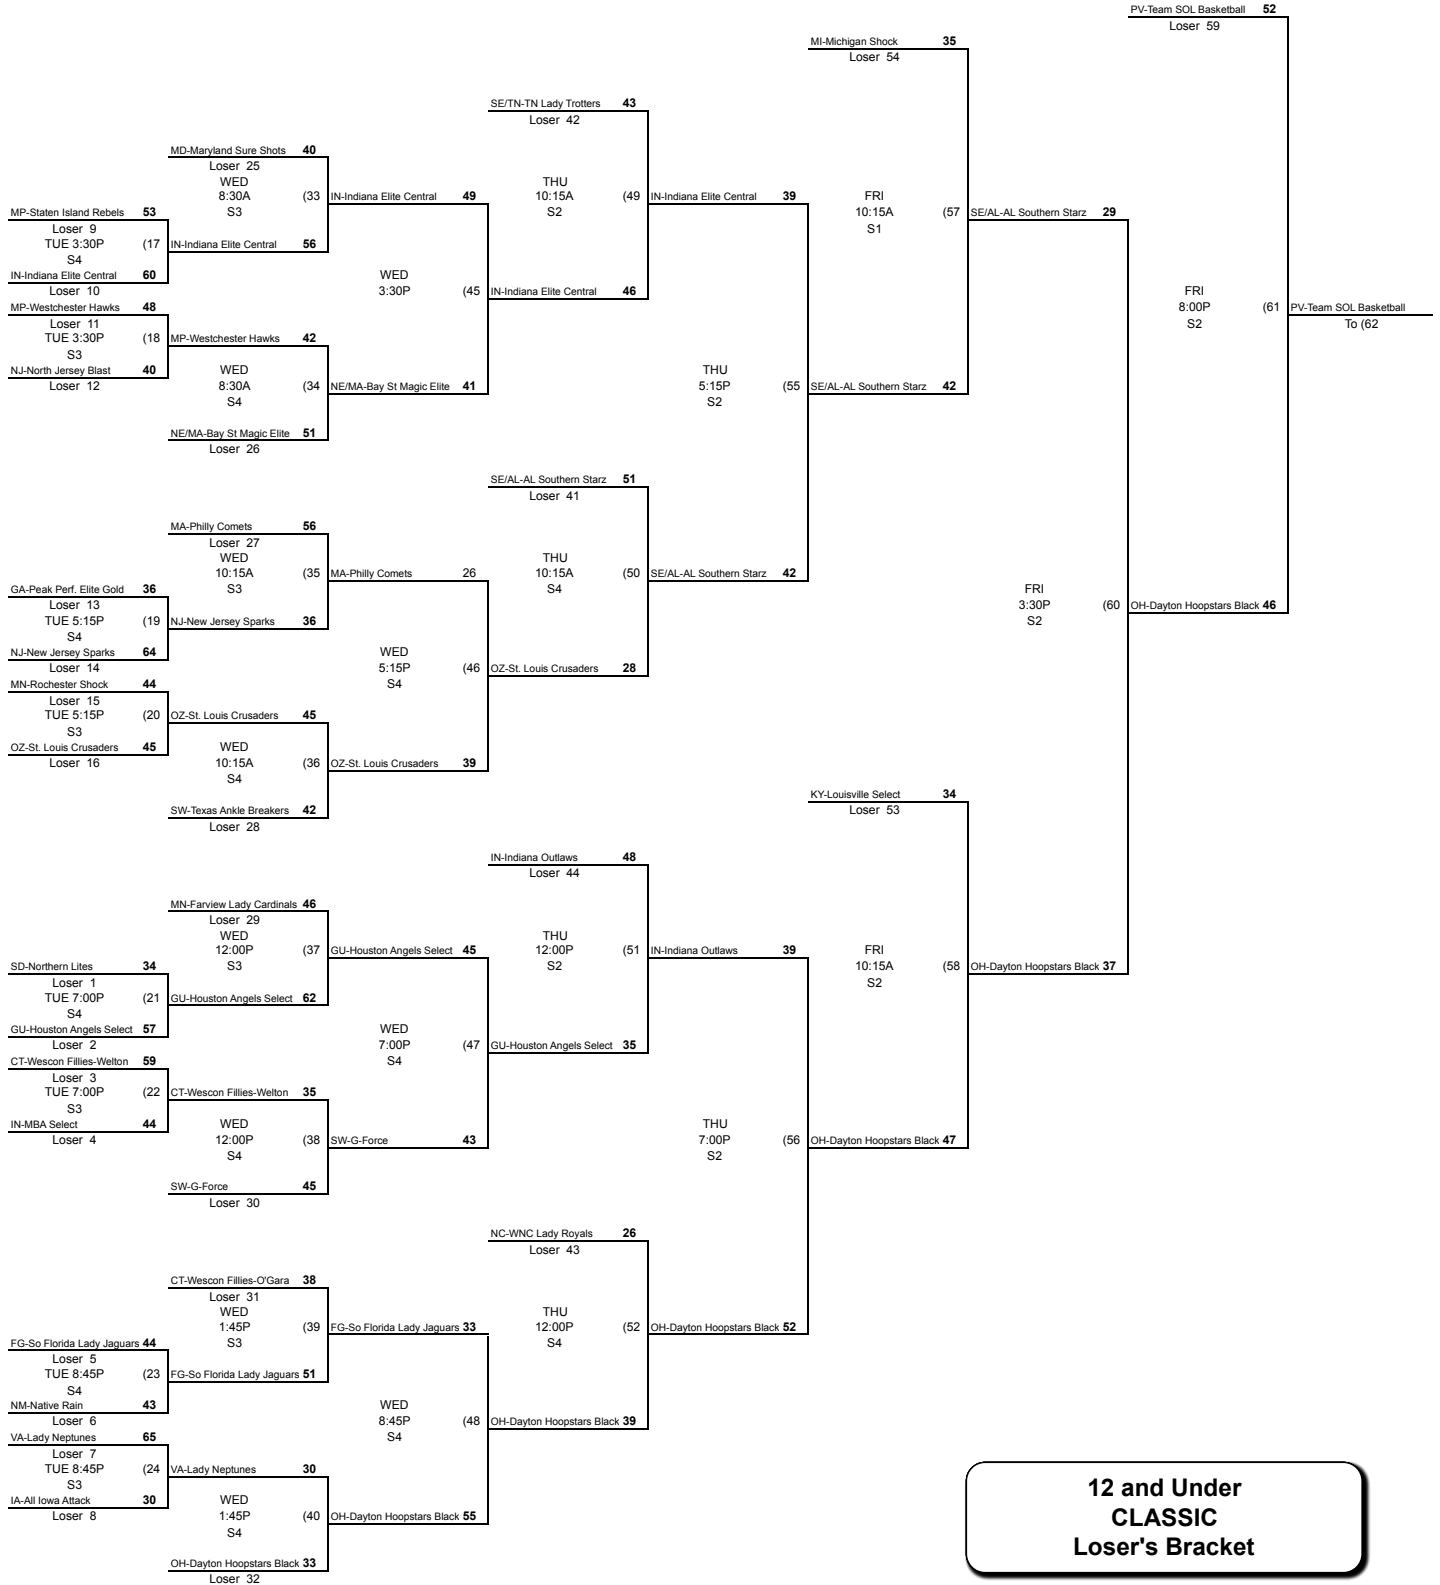 PV-Team SOL Basketball 52
Loser 59
MI-Michigan Shock 35
Loser 54
SE/TN-TN Lady Trotters 43
Loser 42
MD-Maryland Sure Shots 40
Loser 25
WED
8:30A (33
S3
IN-Indiana Elite Central 49
THU
10:15A (49
S2
IN-Indiana Elite Central 39
FRI
10:15A (57
S1
SE/AL-AL Southern Starz 29
MP-Staten Island Rebels 53
Loser 9
TUE 3:30P (17
S4
IN-Indiana Elite Central 56
IN-Indiana Elite Central 60
Loser 10
WED
3:30P (45
IN-Indiana Elite Central 46
FRI
8:00P (61
S2
PV-Team SOL Basketball
To (62
MP-Westchester Hawks 48
Loser 11
TUE 3:30P (18
S3
MP-Westchester Hawks 42
NJ-North Jersey Blast 40
Loser 12
WED
8:30A (34
S4
NE/MA-Bay St Magic Elite 41
THU
5:15P (55
S2
SE/AL-AL Southern Starz 42
NE/MA-Bay St Magic Elite 51
Loser 26
SE/AL-AL Southern Starz 51
Loser 41
MA-Philly Comets 56
Loser 27
WED
10:15A (35
S3
MA-Philly Comets 26
THU
10:15A (50
S4
SE/AL-AL Southern Starz 42
GA-Peak Perf. Elite Gold 36
Loser 13
TUE 5:15P (19
S4
NJ-New Jersey Sparks 36
FRI
3:30P (60
S2
OH-Dayton Hoopstars Black 46
NJ-New Jersey Sparks 64
Loser 14
WED
5:15P (46
S4
OZ-St. Louis Crusaders 28
MN-Rochester Shock 44
Loser 15
TUE 5:15P (20
S3
OZ-St. Louis Crusaders 45
OZ-St. Louis Crusaders 45
Loser 16
WED
10:15A (36
S4
OZ-St. Louis Crusaders 39
SW-Texas Ankle Breakers 42
Loser 28
KY-Louisville Select 34
Loser 53
IN-Indiana Outlaws 48
Loser 44
MN-Farview Lady Cardinals 46
Loser 29
WED
12:00P (37
S3
GU-Houston Angels Select 45
THU
12:00P (51
S2
IN-Indiana Outlaws 39
FRI
10:15A (58
S2
OH-Dayton Hoopstars Black 37
SD-Northern Lites 34
Loser 1
TUE 7:00P (21
S4
GU-Houston Angels Select 62
GU-Houston Angels Select 57
Loser 2
WED
7:00P (47
S4
GU-Houston Angels Select 35
CT-Wescon Fillies-Welton 59
Loser 3
TUE 7:00P (22
S3
CT-Wescon Fillies-Welton 35
IN-MBA Select 44
Loser 4
WED
12:00P (38
S4
SW-G-Force 43
THU
7:00P (56
S2
OH-Dayton Hoopstars Black 47
SW-G-Force 45
Loser 30
NC-WNC Lady Royals 26
Loser 43
CT-Wescon Fillies-O'Gara 38
Loser 31
WED
1:45P (39
S3
FG-So Florida Lady Jaguars 33
THU
12:00P (52
S4
OH-Dayton Hoopstars Black 52
FG-So Florida Lady Jaguars 44
Loser 5
TUE 8:45P (23
S4
FG-So Florida Lady Jaguars 51
NM-Native Rain 43
Loser 6
WED
8:45P (48
S4
OH-Dayton Hoopstars Black 39
VA-Lady Neptunes 65
Loser 7
TUE 8:45P (24
S3
VA-Lady Neptunes 30
IA-All Iowa Attack 30
Loser 8
WED
1:45P (40
S4
OH-Dayton Hoopstars Black 55
OH-Dayton Hoopstars Black 33
Loser 32
12 and Under
CLASSIC
Loser's Bracket